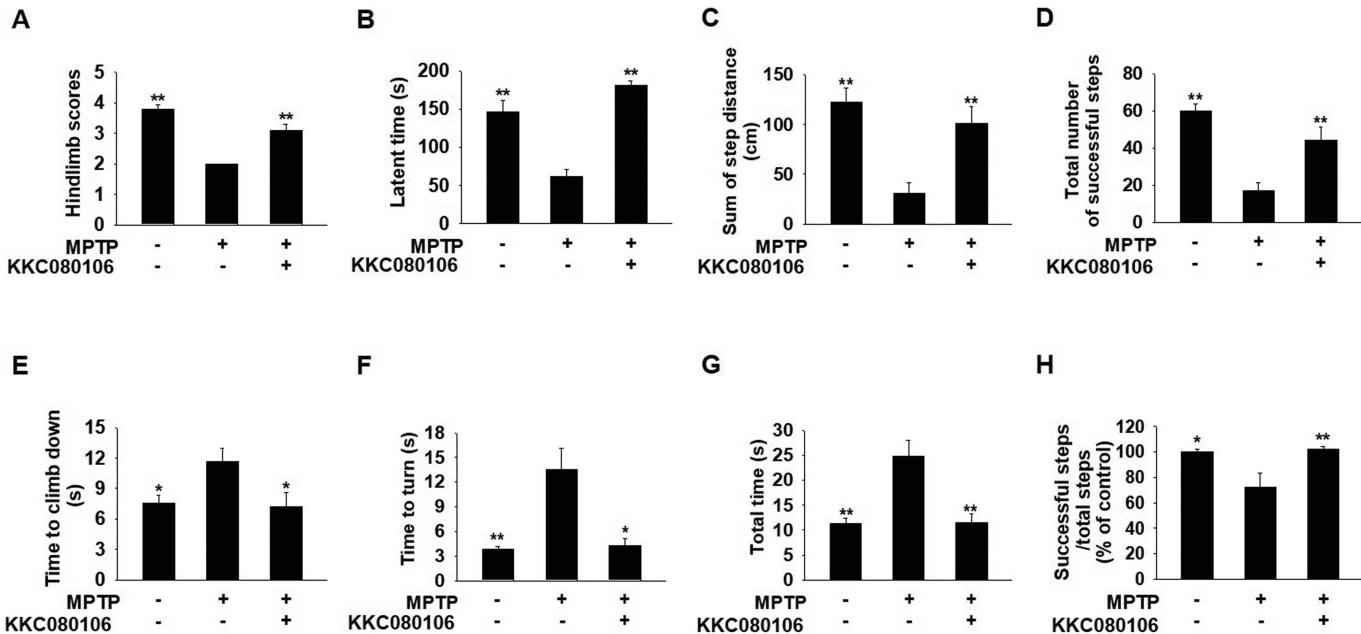 A
Hindlimb scores
5
4
3
2
1
0
**
**
MPTP - + +
KKC080106 - - +
B
Latent time (s)
200
150
100
50
0
**
**
MPTP - + +
KKC080106 - - +
C
Sum of step distance
(cm)
150
100
50
0
**
**
MPTP - + +
KKC080106 - - +
D
Total number
of successful steps
80
60
40
20
0
**
**
MPTP - + +
KKC080106 - - +
E
Time to climb down
(s)
15
12
9
6
3
0
*
*
MPTP - + +
KKC080106 - - +
F
Time to turn (s)
18
15
12
9
6
3
0
**
*
MPTP - + +
KKC080106 - - +
G
Total time (s)
30
25
20
15
10
5
0
**
**
MPTP - + +
KKC080106 - - +
H
Successful steps
/total steps
(% of control)
120
100
80
60
40
20
0
*
**
MPTP - + +
KKC080106 - - +